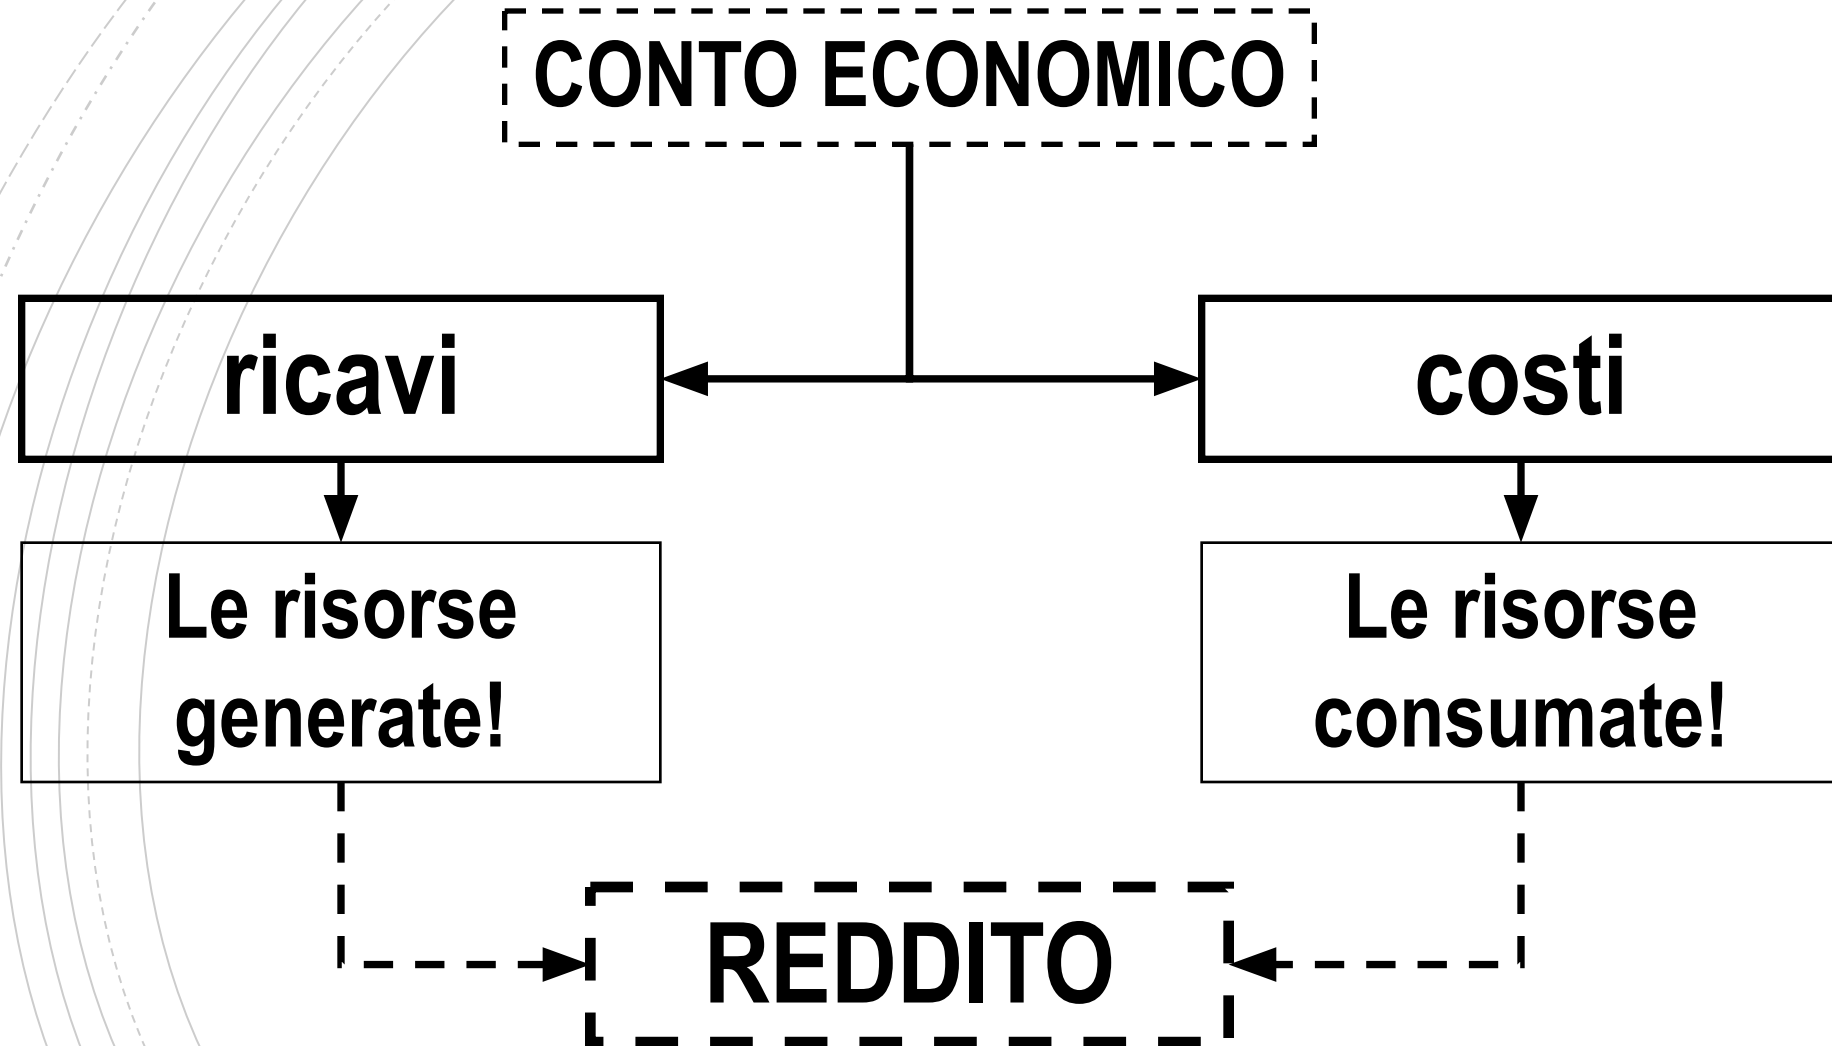 CONTO ECONOMICO
ricavi
costi
Le risorse
generate!
Le risorse
consumate!
REDDITO